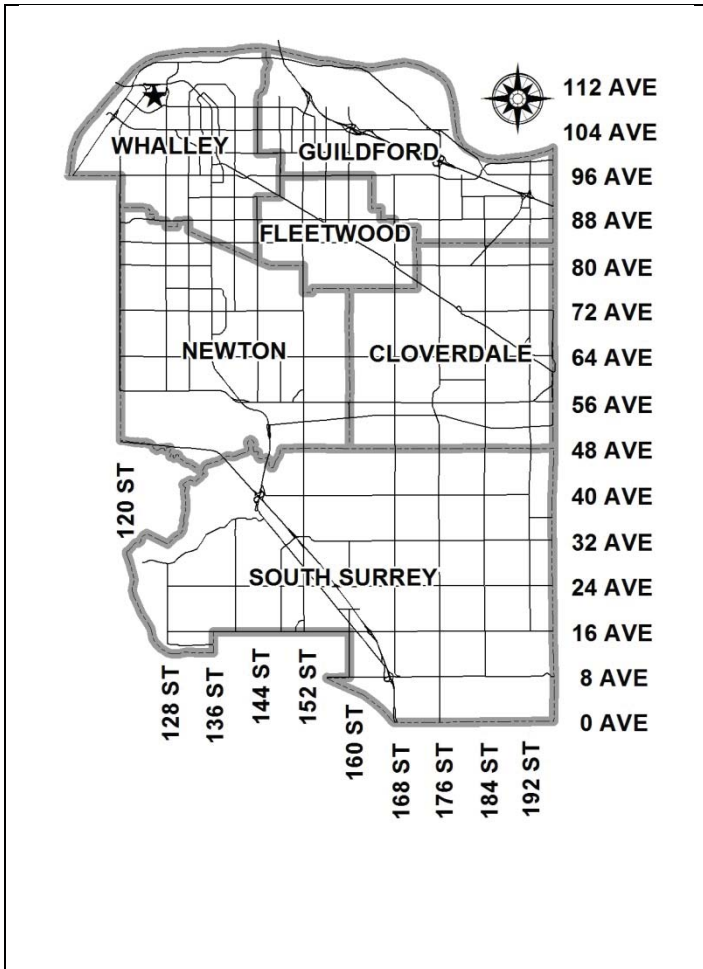 112 AVE
104 AVE
WHALLEY
GUILDFORD
96 AVE
88 AVE
FLEETWOOD
80 AVE
72 AVE
NEWTON
CLOVERDALE
64 AVE
56 AVE
48 AVE
120 ST
40 AVE
32 AVE
SOUTH SURREY
24 AVE
16 AVE
128 ST
136 ST
144 ST
152 ST
160 ST
8 AVE
0 AVE
168 ST
176 ST
184 ST
192 ST